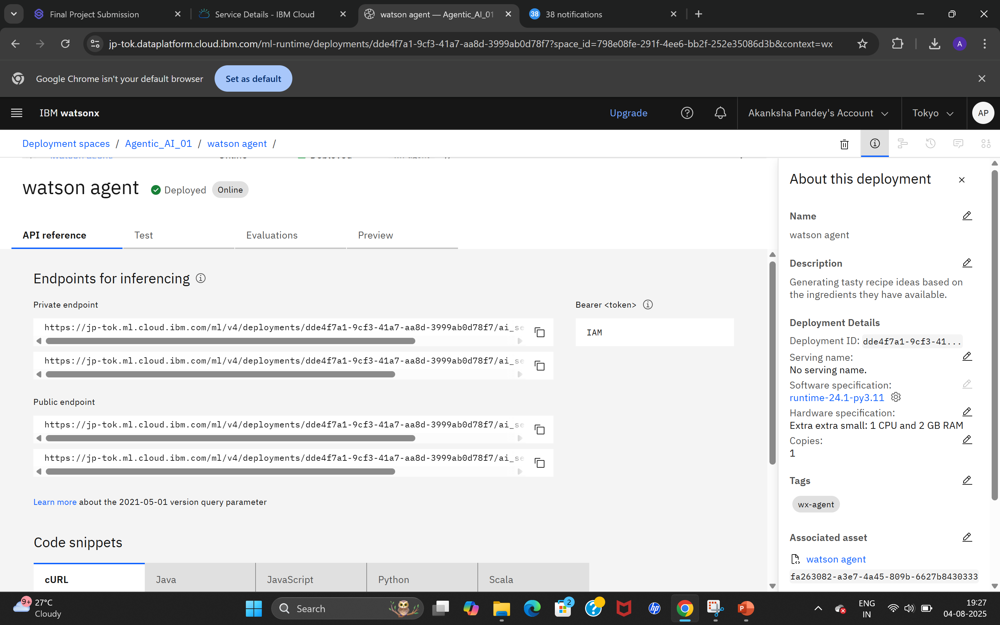 Final Project Submission
Service Details - IBM Cloud
watson agent — Agentic_AI_01
38
38 notifications
jp-tok.dataplatform.cloud.ibm.com/ml-runtime/deployments/dde4f7a1-9cf3-41a7-aa8d-3999ab0d78f7?space_id=798e08fe-291f-4ee6-bb2f-252e35086d3b&context=wx
A
Google Chrome isn't your default browser
Set as default
IBM watsonx
Upgrade
Akanksha Pandey's Account
Tokyo
AP
Deployment spaces / Agentic_AI_01 / watson agent /
watson agent
Deployed
Online
API reference
Test
Evaluations
Preview
Endpoints for inferencing
Private endpoint
https://jp-tok.ml.cloud.ibm.com/ml/v4/deployments/dde4f7a1-9cf3-41a7-aa8d-3999ab0d78f7/ai_se
https://jp-tok.ml.cloud.ibm.com/ml/v4/deployments/dde4f7a1-9cf3-41a7-aa8d-3999ab0d78f7/ai_se
Bearer <token>
IAM
Public endpoint
https://jp-tok.ml.cloud.ibm.com/ml/v4/deployments/dde4f7a1-9cf3-41a7-aa8d-3999ab0d78f7/ai_se
https://jp-tok.ml.cloud.ibm.com/ml/v4/deployments/dde4f7a1-9cf3-41a7-aa8d-3999ab0d78f7/ai_se
Learn more about the 2021-05-01 version query parameter
Code snippets
cURL
Java
JavaScript
Python
Scala
About this deployment
Name
watson agent
Description
Generating tasty recipe ideas based on
the ingredients they have available.
Deployment Details
Deployment ID: dde4f7a1-9cf3-41...
Serving name:
No serving name.
Software specification:
runtime-24.1-py3.11
Hardware specification:
Extra extra small: 1 CPU and 2 GB RAM
Copies:
1
Tags
wx-agent
Associated asset
watson agent
fa263082-a3e7-4a45-809b-6627b8430333
9+
27°C
Cloudy
Search
2
hp
P
ENG
IN
19:27
04-08-2025